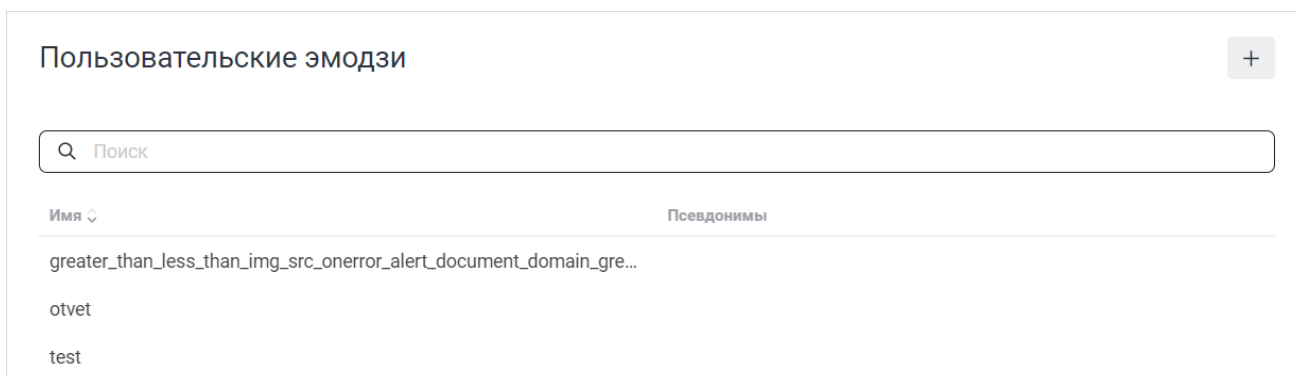 Пользовательские эмодзи
+
Поиск
Имя Псевдонимы
greater_than_less_than_img_src_onerror_alert_document_domain_gre...
otvet
test